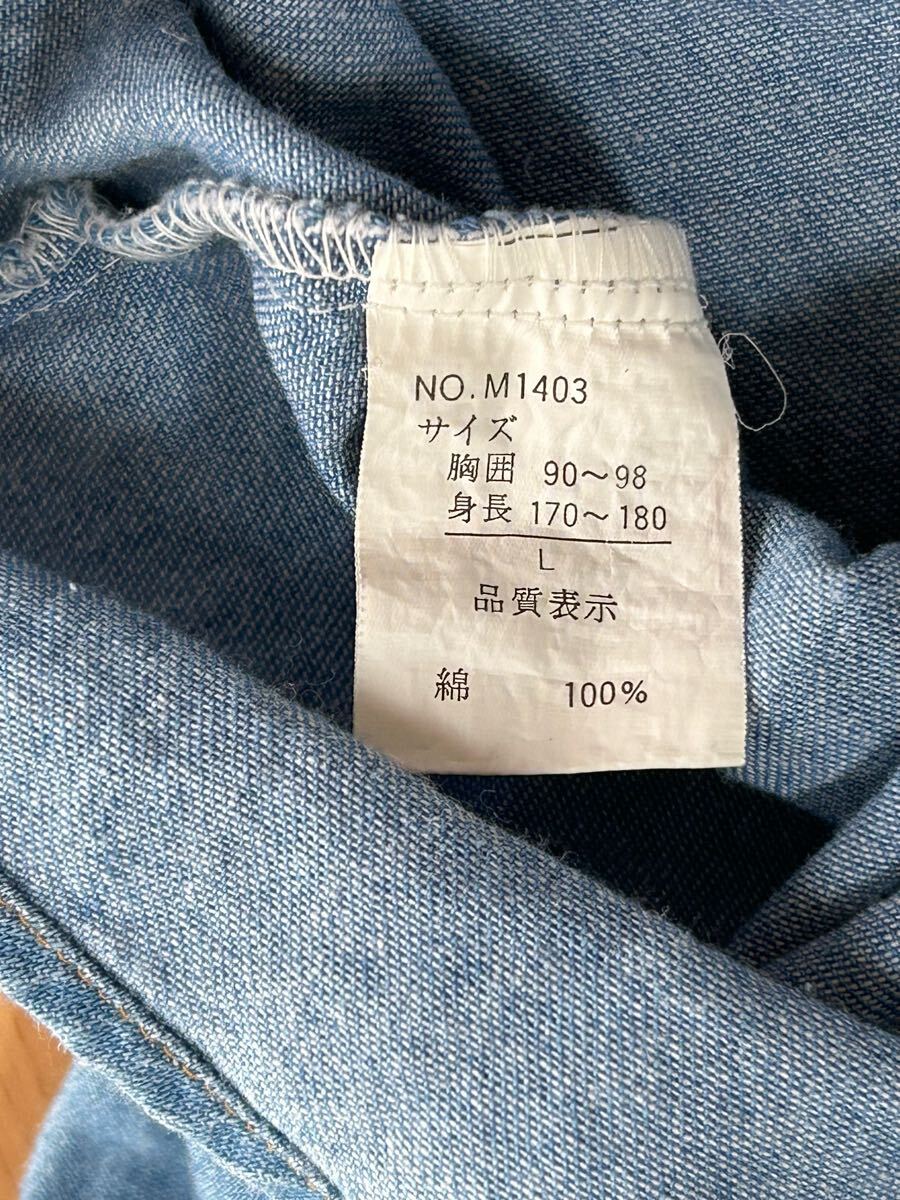 NO.M1403
サイズ
胸囲 90～98
身長 170～180
L
品質表示
綿 100%